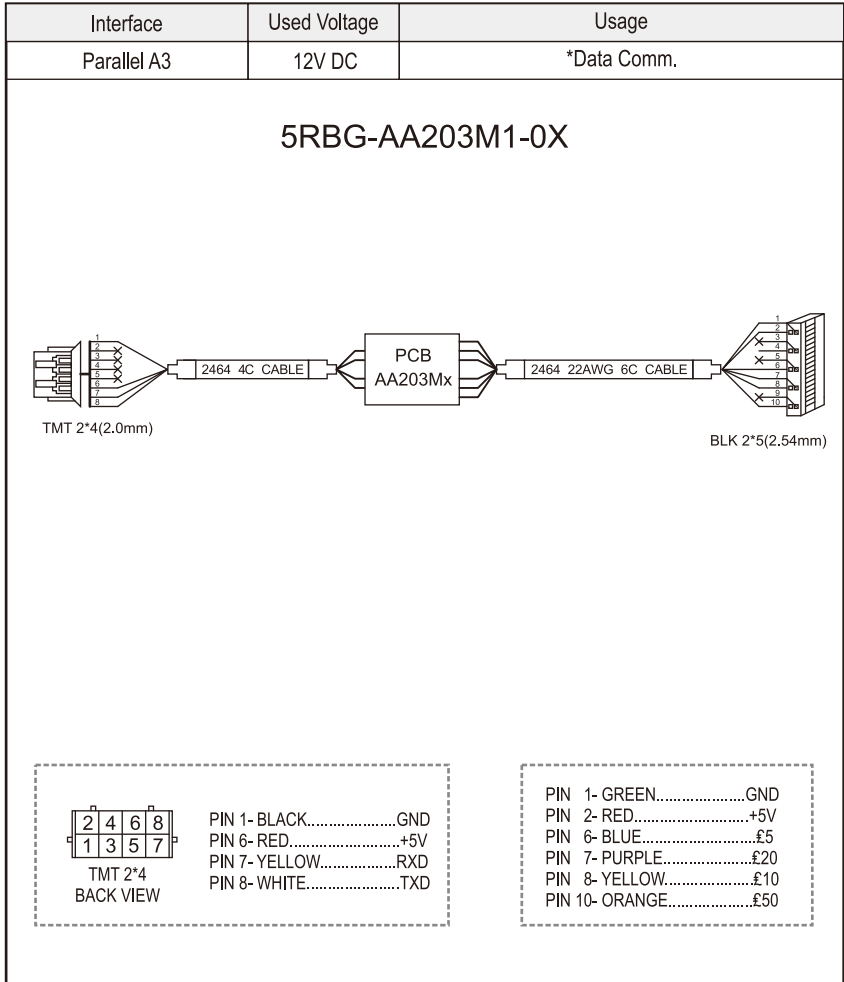 Interface Used Voltage Usage
Parallel A3 12V DC *Data Comm.
5RBG-AA203M1-0X
1
2
3
4
5
6
7
8
TMT 2*4(2.0mm)
2464 4C CABLE
PCB
AA203Mx
2464 22AWG 6C CABLE
1
2
3
4
5
6
7
8
9
10
BLK 2*5(2.54mm)
2 4 6 8
1 3 5 7
TMT 2*4
BACK VIEW
PIN 1- BLACK....................GND
PIN 6- RED.........................+5V
PIN 7- YELLOW.................RXD
PIN 8- WHITE.....................TXD
PIN 1- GREEN....................GND
PIN 2- RED.........................+5V
PIN 6- BLUE.........................£5
PIN 7- PURPLE....................£20
PIN 8- YELLOW...................£10
PIN 10- ORANGE..................£50